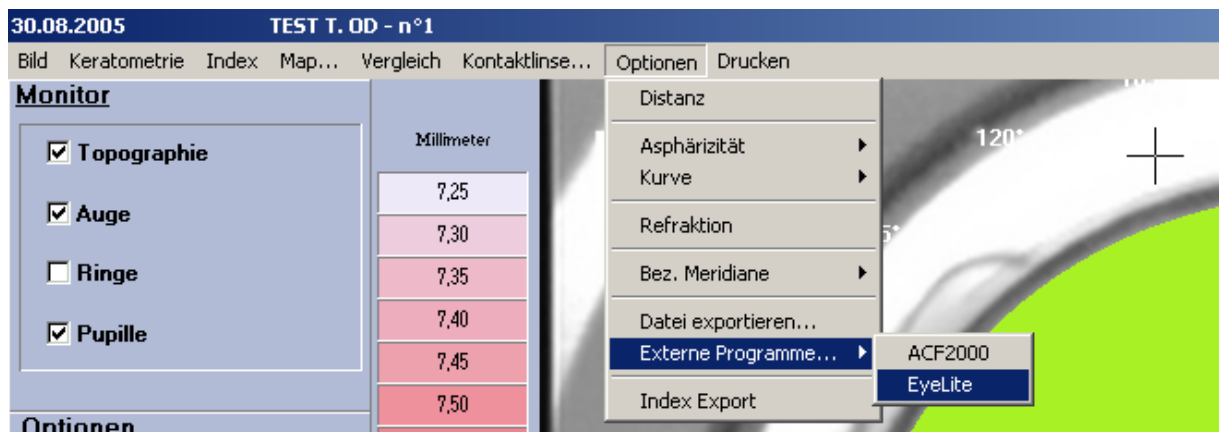 30.08.2005 TEST T. OD - n°1
Bild Keratometrie Index Map... Vergleich Kontaktlinse... Optionen Drucken
Monitor
Topographie
Auge
Ringe
Pupille
Optionen
Millimeter
7,25
7,30
7,35
7,40
7,45
7,50
Distanz
Asphärizität
Kurve
Refraktion
Bez. Meridiane
Datei exportieren...
Externe Programme...
Index Export
ACF2000
EyeLite
120°